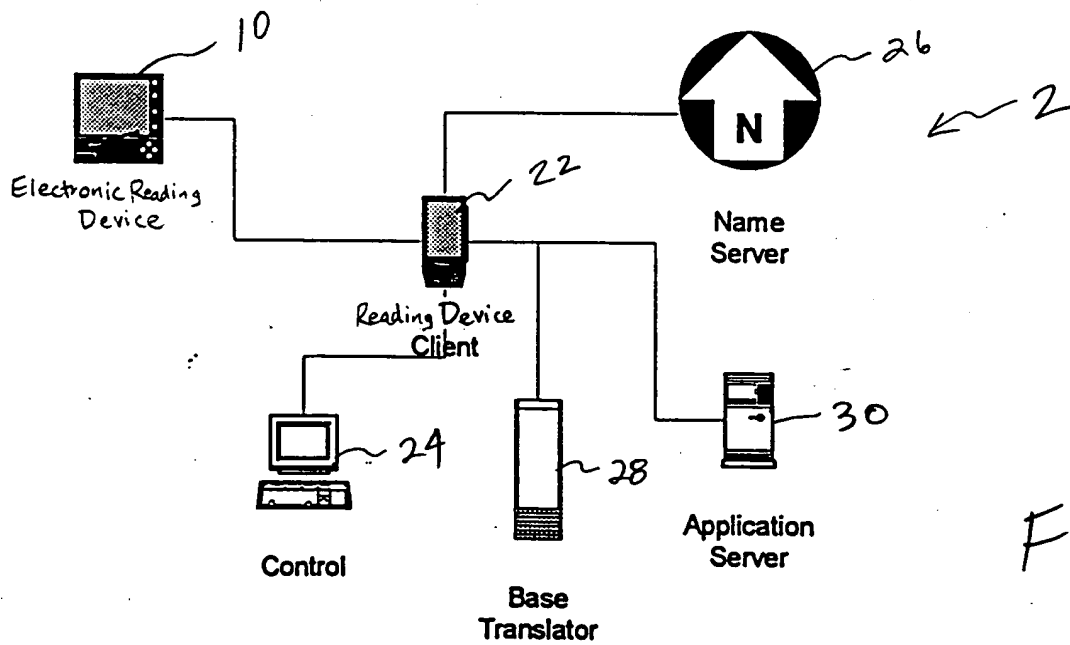 10
26
2
N
Electronic Reading
Device
22
Name
Server
Reading Device
Client
24
28
30
Control
Base
Translator
Application
Server
F